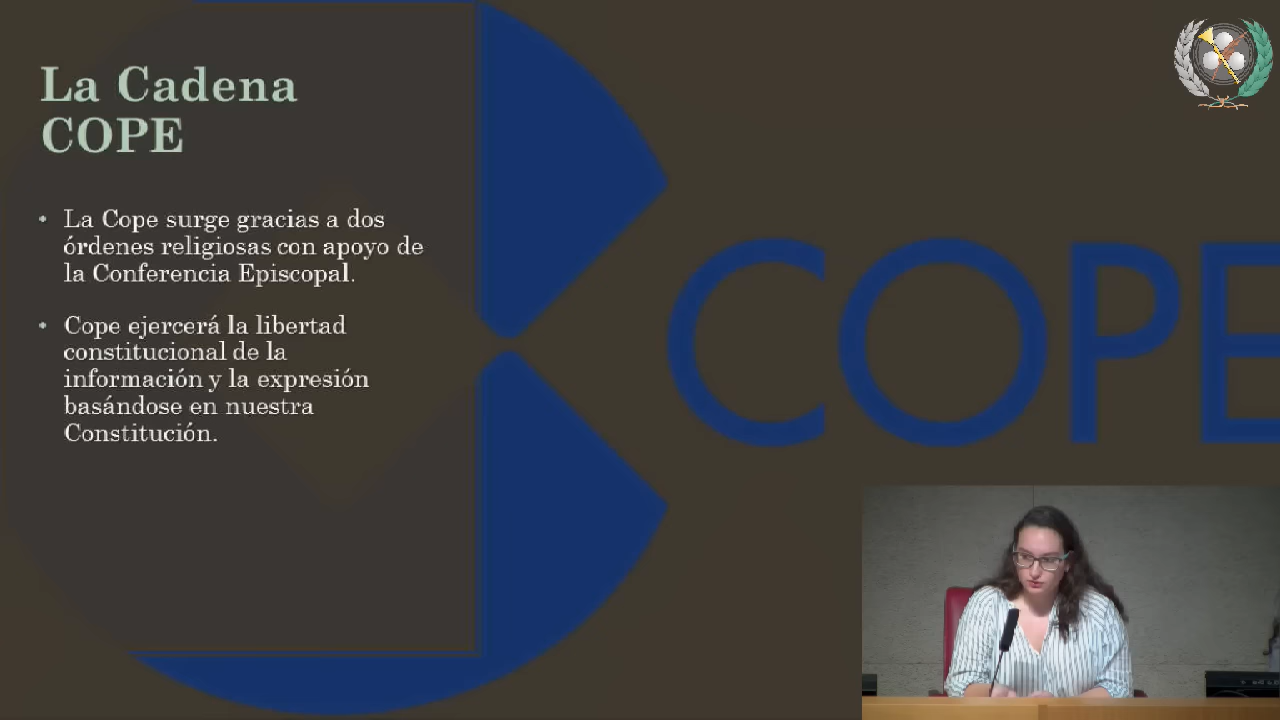 La Cadena
COPE
• La Cope surge gracias a dos
órdenes religiosas con apoyo de
la Conferencia Episcopal.
• Cope ejercerá la libertad
constitucional de la
información y la expresión
basándose en nuestra
Constitución.
COPE